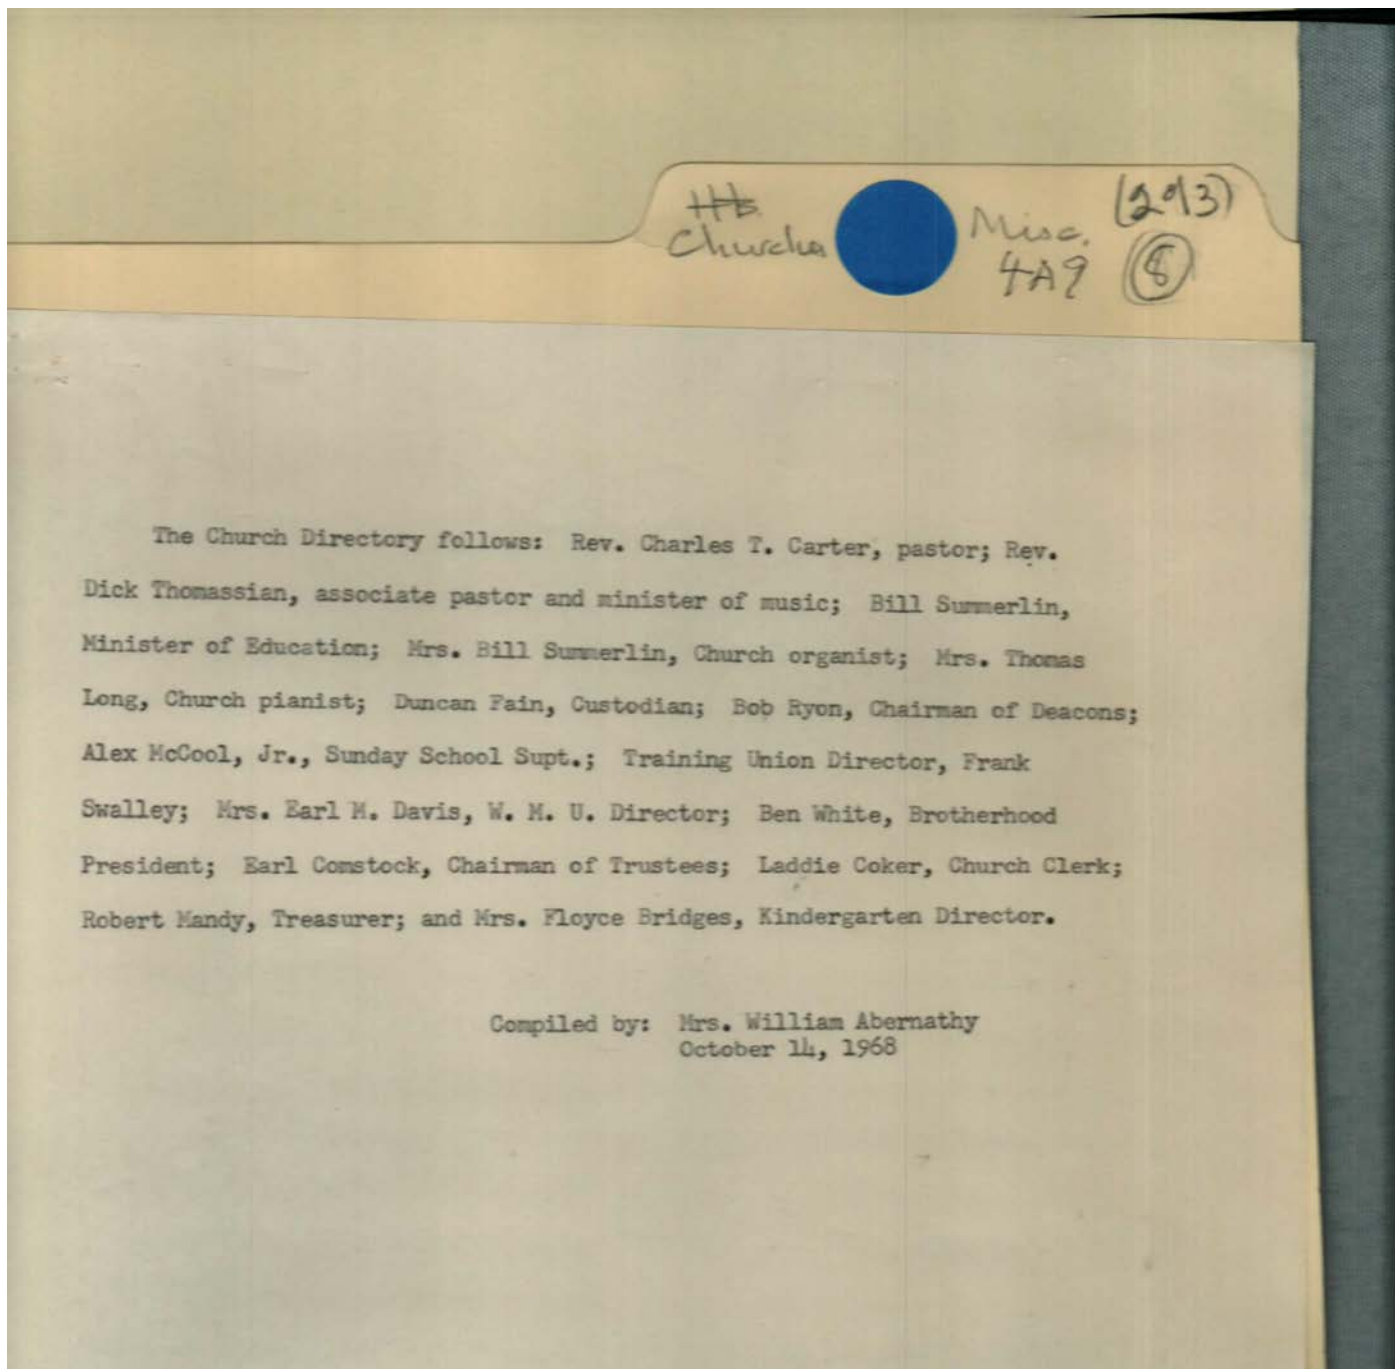 Hb
Churches
Misc.
4A9
(2 of 3)
8
The Church Directory follows: Rev. Charles T. Carter, pastor; Rev.
Dick Thomassian, associate pastor and minister of music; Bill Summerlin,
Minister of Education; Mrs. Bill Summerlin, Church organist; Mrs. Thomas
Long, Church pianist; Duncan Fain, Custodian; Bob Ryon, Chairman of Deacons;
Alex McCool, Jr., Sunday School Supt.; Training Union Director, Frank
Swalley; Mrs. Earl M. Davis, W. M. U. Director; Ben White, Brotherhood
President; Earl Comstock, Chairman of Trustees; Laddie Coker, Church Clerk;
Robert Mandy, Treasurer; and Mrs. Floyce Bridges, Kindergarten Director.
Compiled by: Mrs. William Abernathy
October 14, 1968